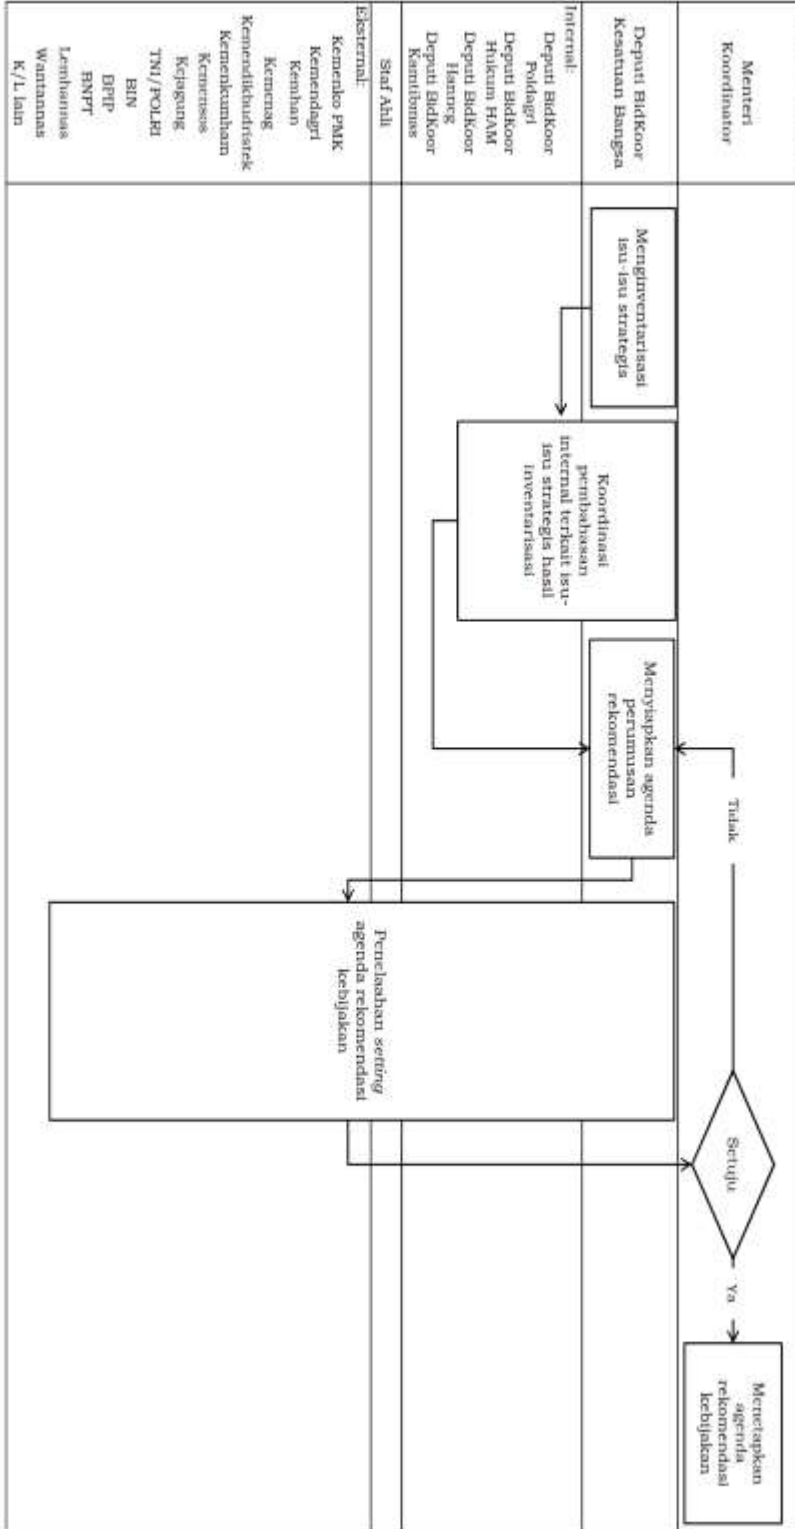 Menteri
Koordinator
Deputi BidKoor
Kesatuan Bangsa
Internal:
Deputi BidKoor
Poldagri
Deputi BidKoor
Hukum HAM
Deputi BidKoor
Hanneg
Deputi BidKoor
Kamtibmas
Staf Ahli
Eksternal:
Kemenko PMK
Kemendagri
Kemhan
Kemenag
Kemendikbudristek
Kemenkumham
Kemensos
Kejagung
TNI/POLRI
BIN
BPIP
BNPT
Lemhannas
Wantannas
K/L lain
Menginventarisasi
isu-isu strategis
Koordinasi
pembahasan
internal terkait isu-
isu strategis hasil
inventarisasi
Menyiapkan agenda
perumusan
rekomendasi
Tidak
Penelaahan setting
agenda rekomendasi
kebijakan
Setuju
Ya
Menetapkan
agenda
rekomendasi
kebijakan